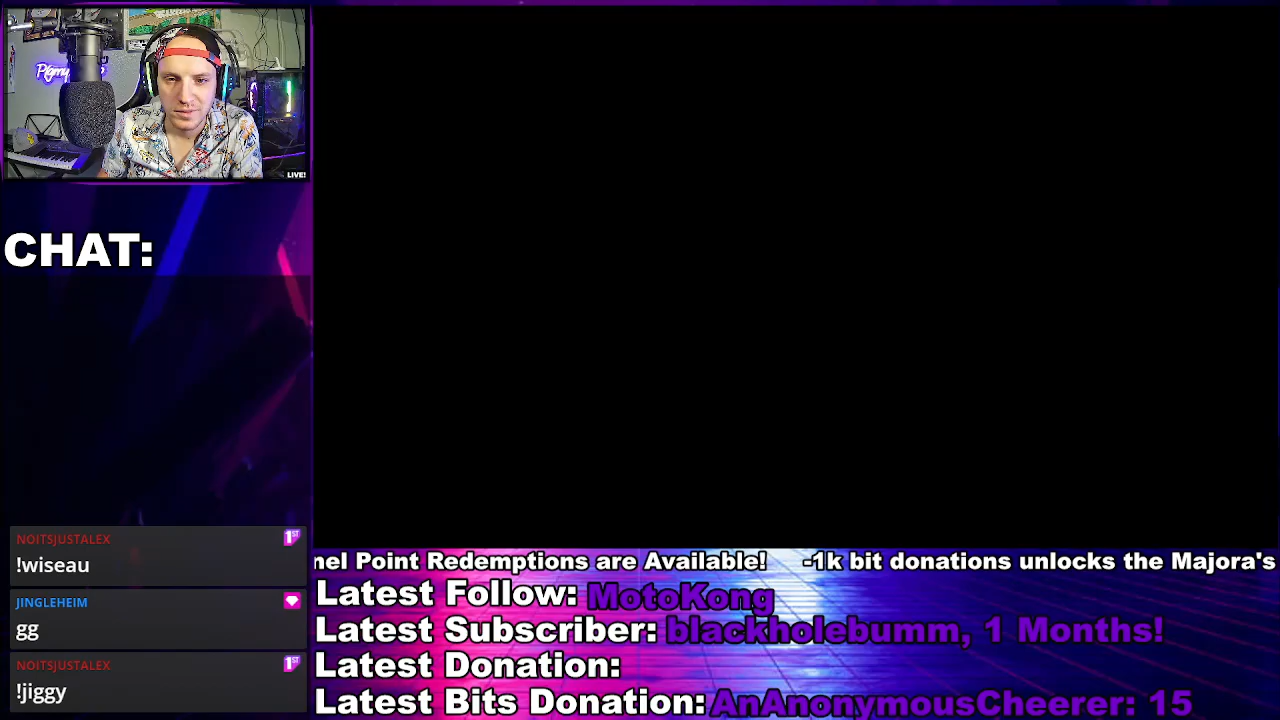 LIVE!
CHAT:
NOITSJUSTALEX
!wiseau
JINGLEHEIM
gg
NOITSJUSTALEX
!jiggy
nel Point Redemptions are Available! -1k bit donations unlocks the Majora's
Latest Follow: MotoKong
Latest Subscriber: blackholebumm, 1 Months!
Latest Donation:
Latest Bits Donation: AnAnonymousCheerer: 15